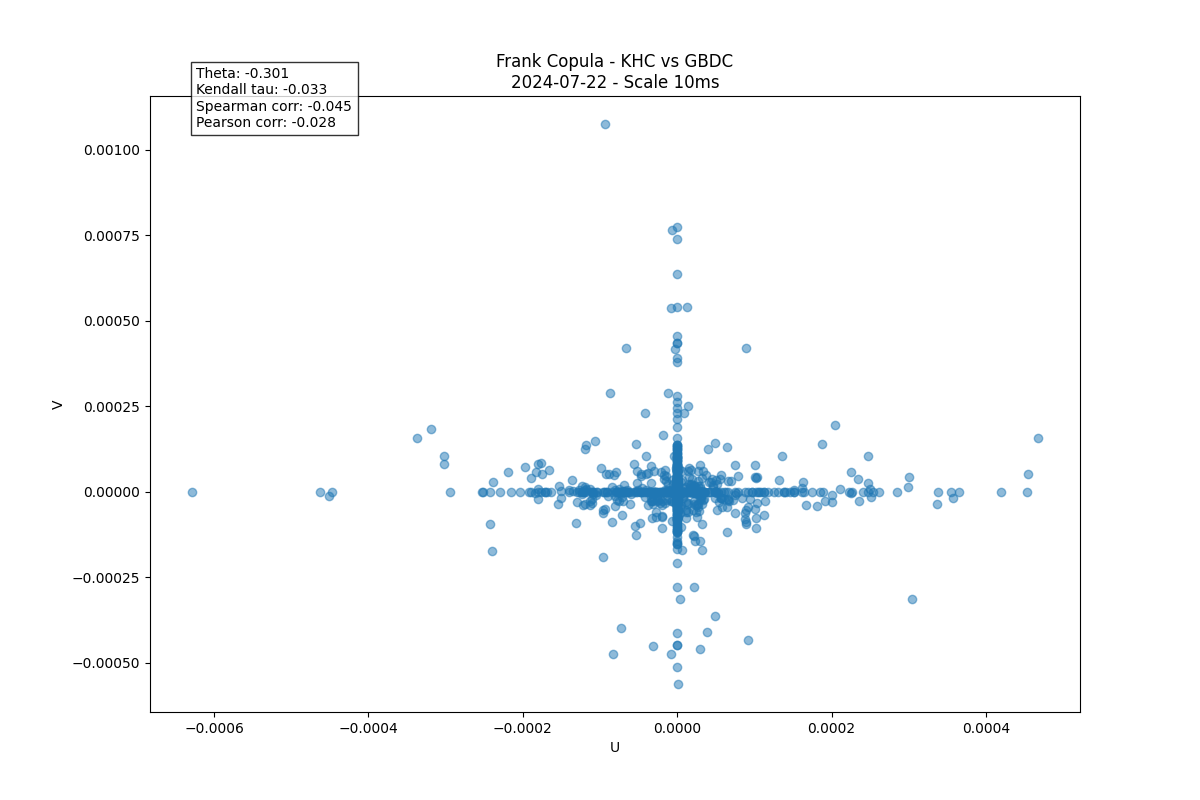 Frank Copula - KHC vs GBDC
2024-07-22 - Scale 10ms
Theta: -0.301
Kendall tau: -0.033
Spearman corr: -0.045
Pearson corr: -0.028
V
0.00100
0.00075
0.00050
0.00025
0.00000
−0.00025
−0.00050
−0.0006 −0.0004 −0.0002 0.0000 0.0002 0.0004
U